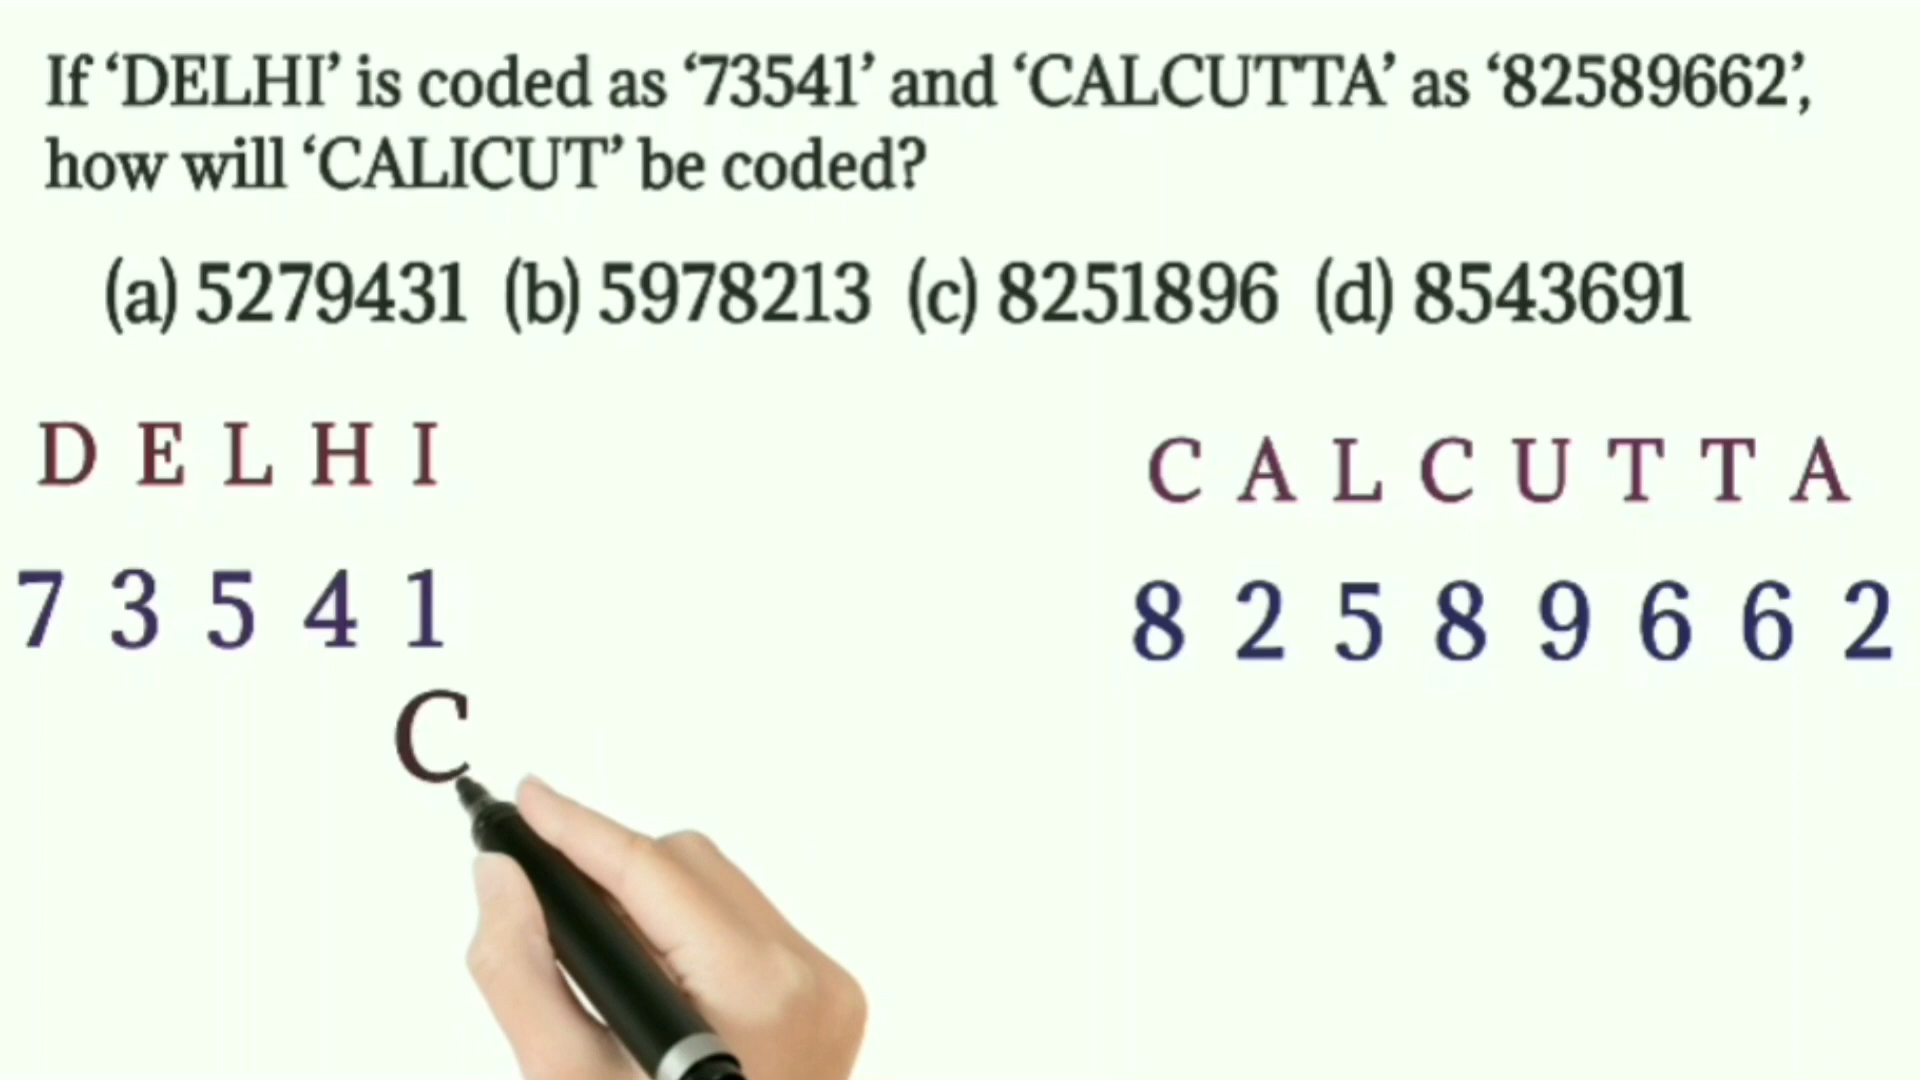 If ‘DELHI’ is coded as ‘73541’ and ‘CALCUTTA’ as ‘82589662’,
how will ‘CALICUT’ be coded?
(a) 5279431 (b) 5978213 (c) 8251896 (d) 8543691
D E L H I
C A L C U T T A
7 3 5 4 1
8 2 5 8 9 6 6 2
C